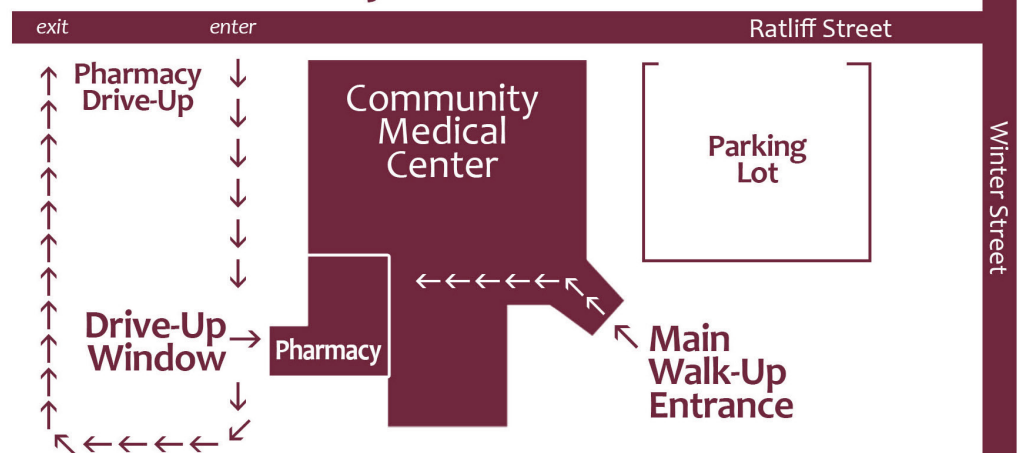 exit
enter
Ratliff Street
Pharmacy
Drive-Up
Community
Medical
Center
Parking
Lot
Winter Street
Drive-Up
Window
Pharmacy
Main
Walk-Up
Entrance